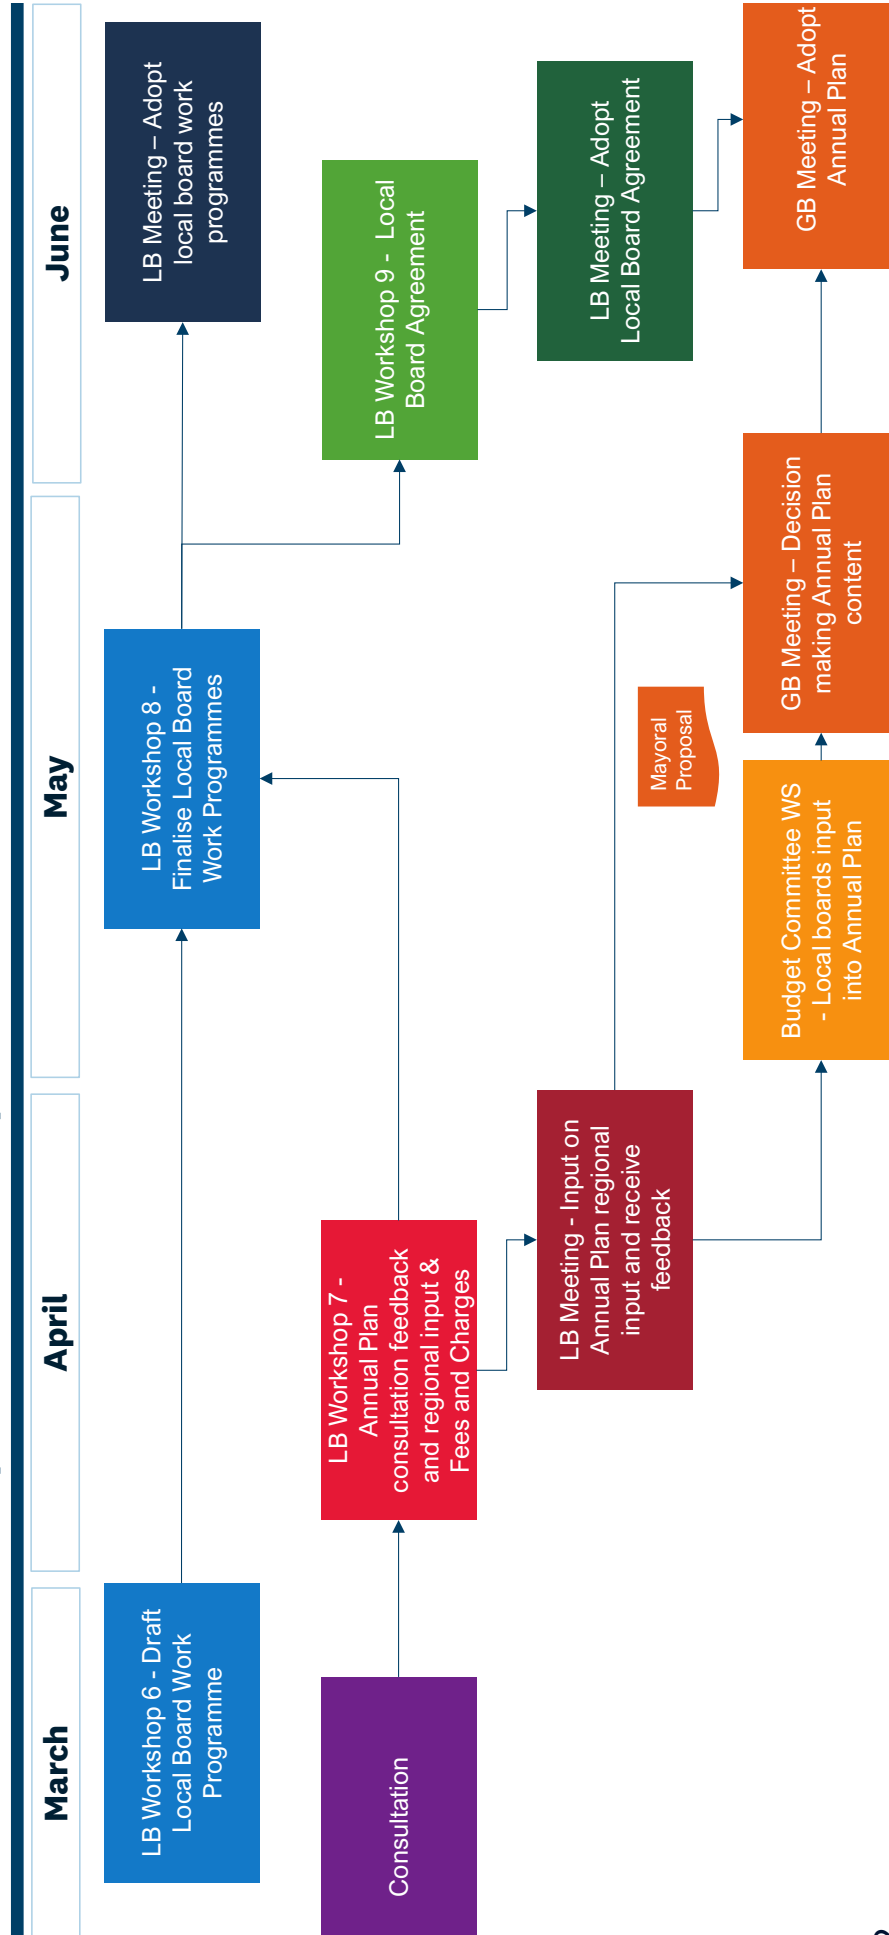 March
April
May
June
LB Workshop 6 - Draft
Local Board Work
Programme
LB Workshop 8 -
Finalise Local Board
Work Programmes
LB Meeting – Adopt
local board work
programmes
Consultation
LB Workshop 7 -
Annual Plan
consultation feedback
and regional input &
Fees and Charges
LB Workshop 9 - Local
Board Agreement
LB Meeting - Input on
Annual Plan regional
input and receive
feedback
Mayoral
Proposal
LB Meeting – Adopt
Local Board Agreement
Budget Committee WS
- Local boards input
into Annual Plan
GB Meeting – Decision
making Annual Plan
content
GB Meeting – Adopt
Annual Plan